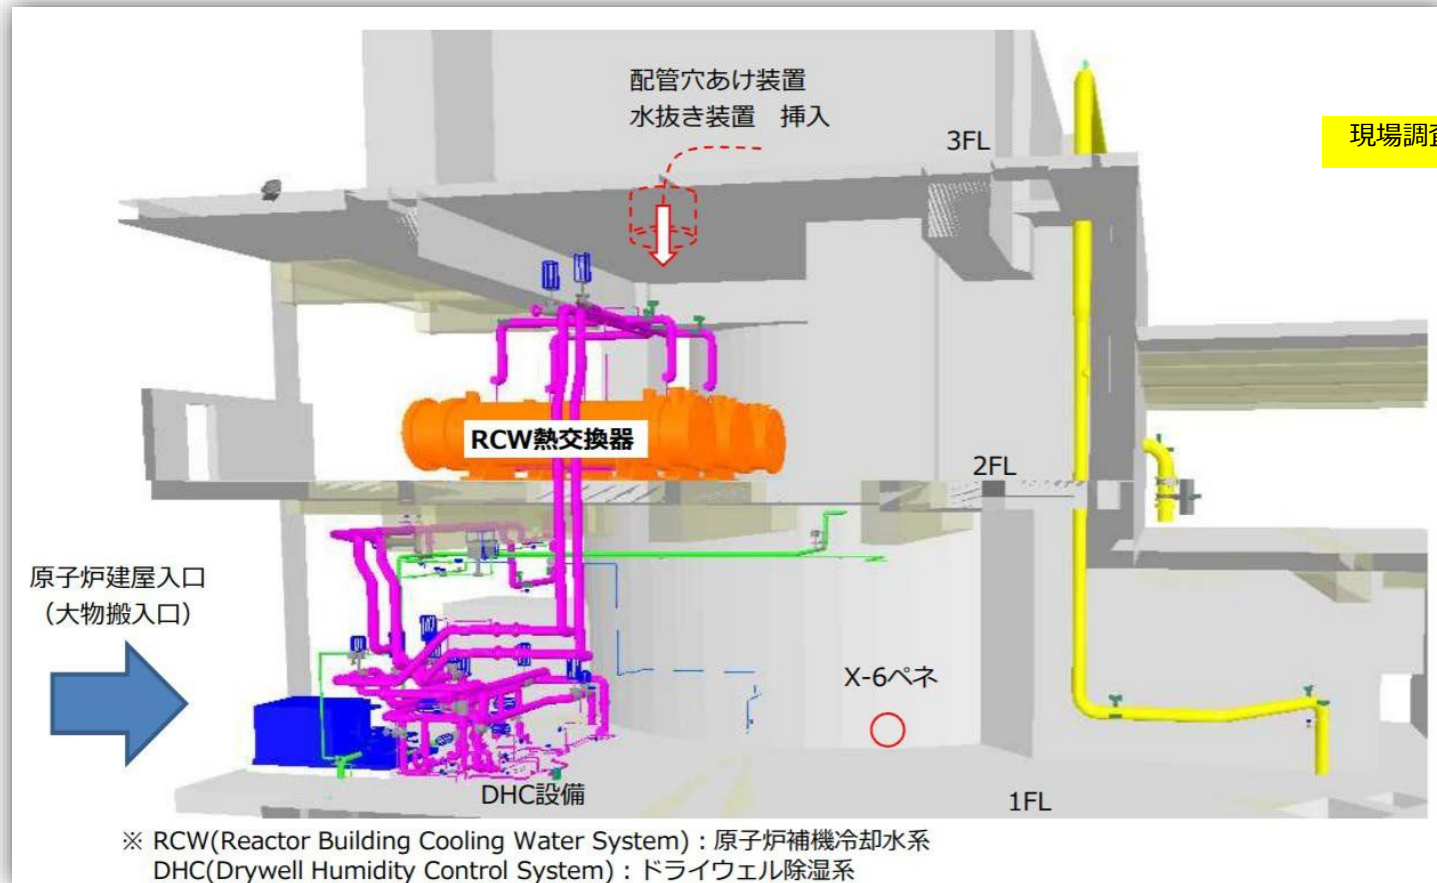 配管穴あけ装置
水抜き装置　挿入
3FL
現場調査
RCW熱交換器
2FL
原子炉建屋入口
（大物搬入口）
X-6ペネ
DHC設備
1FL
※ RCW(Reactor Building Cooling Water System)：原子炉補機冷却水系
DHC(Drywell Humidity Control System)：ドライウェル除湿系